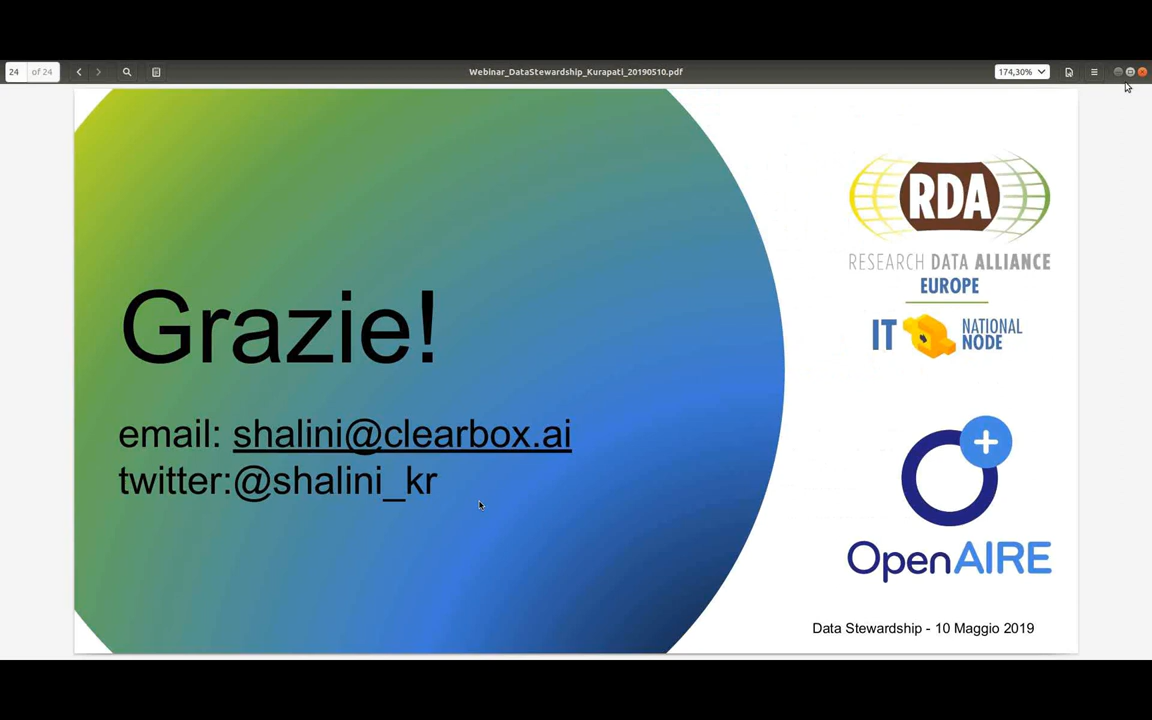 24 of 24
Webinar_DataStewardship_Kurapati_20190510.pdf
174,30%
RDA
RESEARCH DATA ALLIANCE
EUROPE
IT NATIONAL
NODE
Grazie!
email: shalini@clearbox.ai
twitter:@shalini_kr
OpenAIRE
Data Stewardship - 10 Maggio 2019